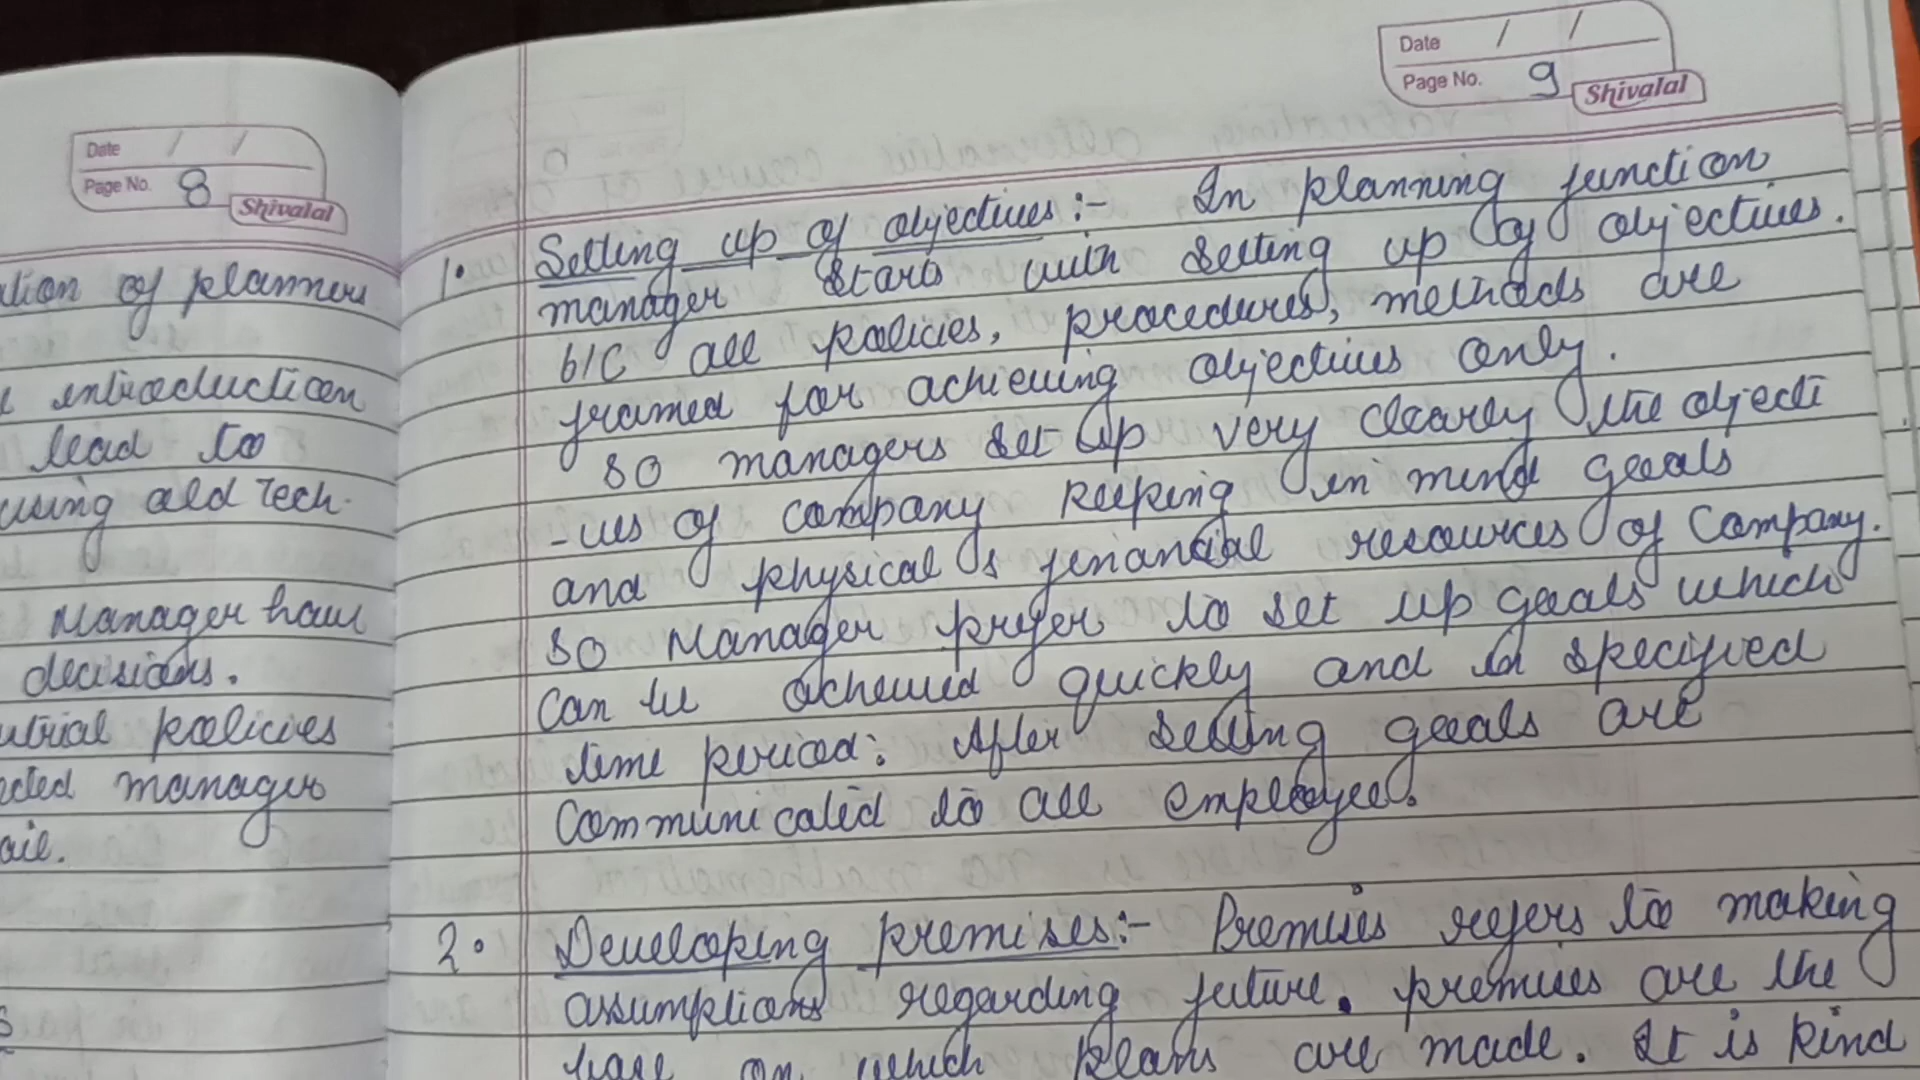 Date / /
Page No. 8
Shivalal
tion of planners
introduction
lead to
using old tech.
Manager have
decisions.
policies
manager
Date / /
Page No. 9
Shivalal
1. Setting up of objectives :- In planning function
manager starts with setting up of objectives.
b/c all policies, procedures, methods are
framed for achieving objectives only.
so managers set up very clearly the objecti
-ves of company keeping in mind goals
and physical & financial resources of Company.
so Manager prefer to set up goals which
can be achieved quickly and in specified
time period. After setting goals are
communicated to all employee.
2. Developing premises :- Premises refers to making
assumptions regarding future. premises are the
base on which plans are made. It is kind